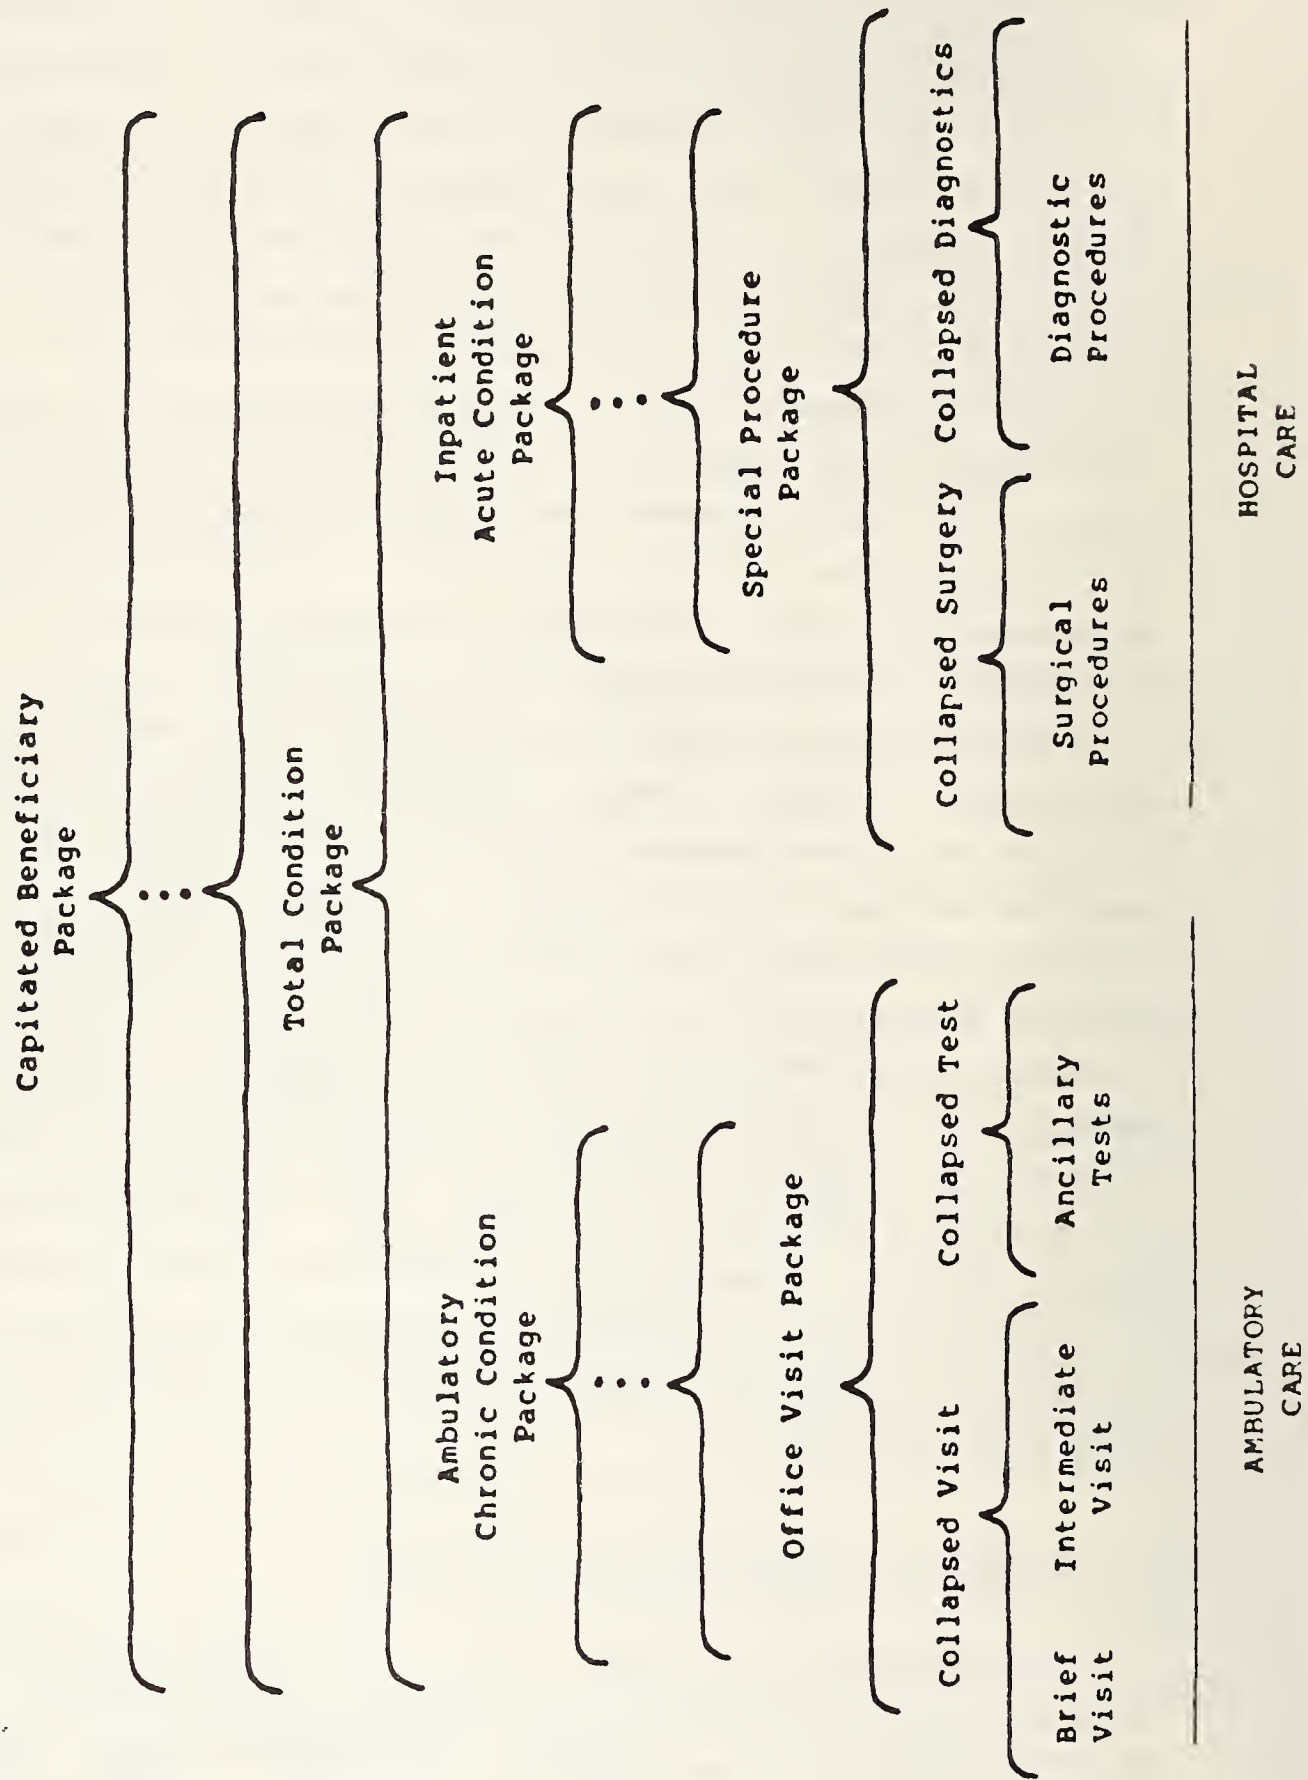 Capitated Beneficiary
Package
Total Condition
Package
Ambulatory
Chronic Condition
Package
Inpatient
Acute Condition
Package
Office Visit Package
Special Procedure
Package
Collapsed Visit
Collapsed Test
Collapsed Surgery
Collapsed Diagnostics
Brief
Visit
Intermediate
Visit
Ancillary
Tests
Surgical
Procedures
Diagnostic
Procedures
AMBULATORY
CARE
HOSPITAL
CARE